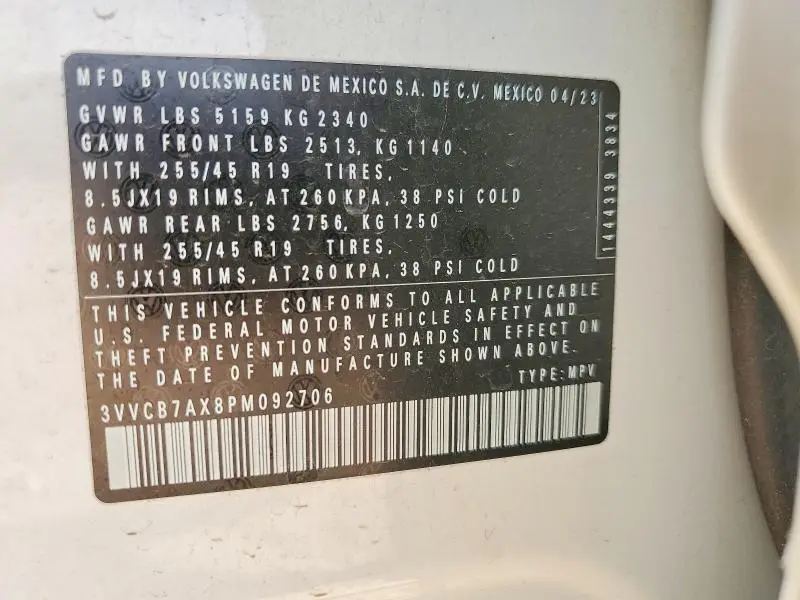 MFD BY VOLKSWAGEN DE MEXICO S.A. DE C.V. MEXICO 04/23
GVWR LBS 5159 KG 2340
GAWR FRONT LBS 2513, KG 1140
WITH 255/45 R19 TIRES,
8.5JX19 RIMS, AT 260 KPA, 38 PSI COLD
GAWR REAR LBS 2756, KG 1250
WITH 255/45 R19 TIRES,
8.5JX19 RIMS, AT 260 KPA, 38 PSI COLD
1444339 3834
THIS VEHICLE CONFORMS TO ALL APPLICABLE
U.S. FEDERAL MOTOR VEHICLE SAFETY AND
THEFT PREVENTION STANDARDS IN EFFECT ON
THE DATE OF MANUFACTURE SHOWN ABOVE.
TYPE: MPV
3VVCB7AX8PM092706